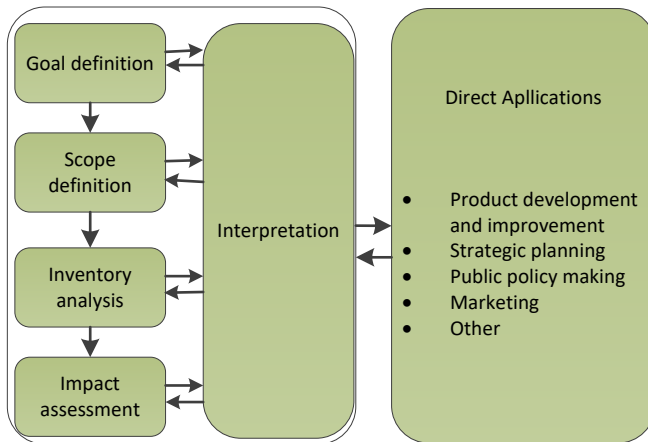 Goal definition
Scope
definition
Inventory
analysis
Impact
assessment
Interpretation
Direct Apllications
• Product development
and improvement
• Strategic planning
• Public policy making
• Marketing
• Other